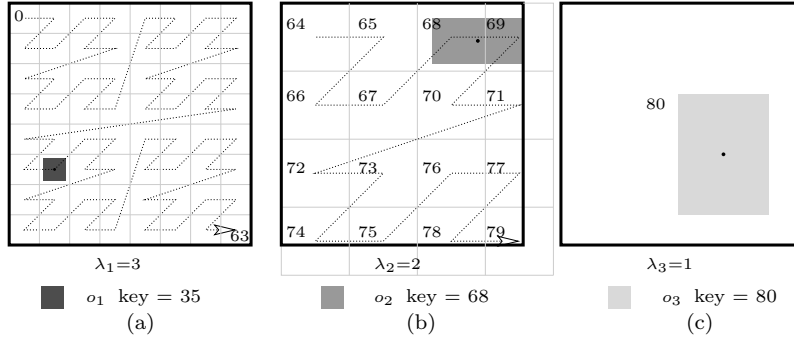 0
63
λ1=3
o1 key = 35
(a)
64 65 68 69
66 67 70 71
72 73 76 77
74 75 78 79
λ2=2
o2 key = 68
(b)
80
λ3=1
o3 key = 80
(c)